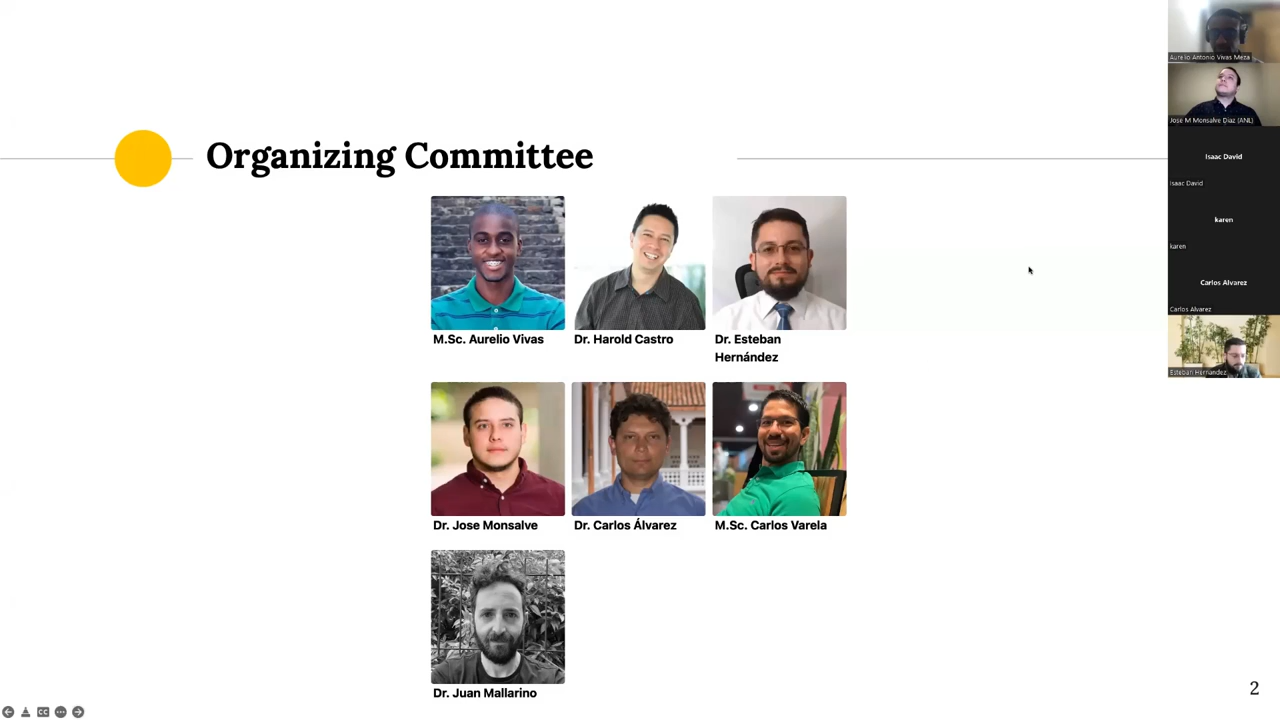 Organizing Committee
M.Sc. Aurelio Vivas
Dr. Harold Castro
Dr. Esteban
Hernández
Dr. Jose Monsalve
Dr. Carlos Álvarez
M.Sc. Carlos Varela
Dr. Juan Mallarino
2
CC
Aurelio Antonio Vivas Meza
Jose M Monsalve Diaz (ANL)
Isaac David
Isaac David
karen
karen
Carlos Alvarez
Carlos Alvarez
Esteban Hernandez